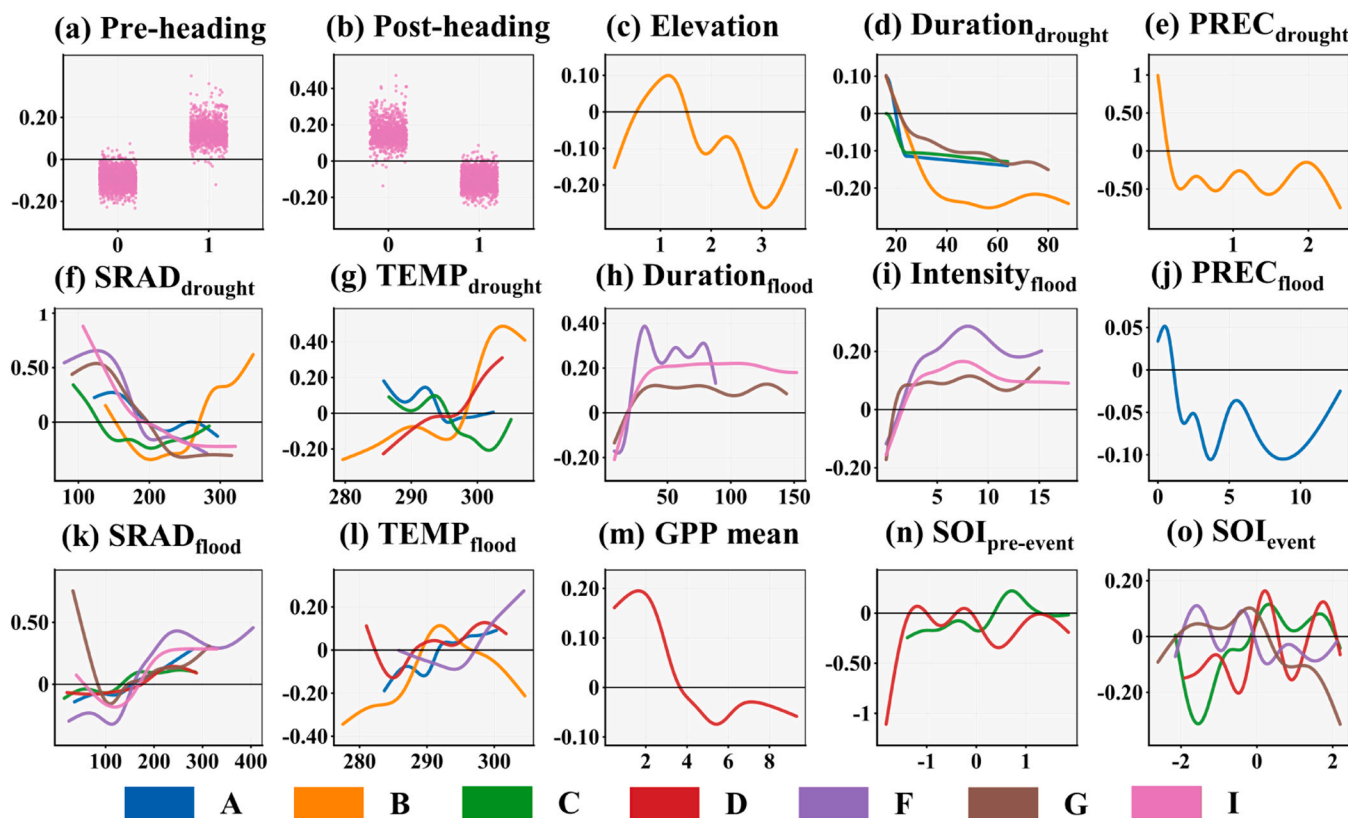 (a) Pre-heading (b) Post-heading (c) Elevation (d) Duration_drought (e) PREC_drought
0.20 0 -0.20 0 1
0.40 0.20 0 -0.20 0 1
0.10 0 -0.10 -0.20 1 2 3
0.10 0 -0.10 -0.20 20 40 60 80
1 0.50 0 -0.50 1 2
(f) SRAD_drought (g) TEMP_drought (h) Duration_flood (i) Intensity_flood (j) PREC_flood
1 0.50 0 -0.50 100 200 300
0.40 0.20 0 -0.20 280 290 300
0.40 0.20 0 -0.20 0 50 100 150
0.40 0.20 0 -0.20 5 10 15
0.05 0 -0.05 -0.10 0 5 10
(k) SRAD_flood (l) TEMP_flood (m) GPP mean (n) SOI_pre-event (o) SOI_event
0.50 0 100 200 300 400
0.20 0 -0.20 -0.40 280 290 300
0.20 0.10 0 -0.10 2 4 6 8
0 -0.50 -1 -1 0 1
0.20 0 -0.20 -2 0 2
A B C D F G I